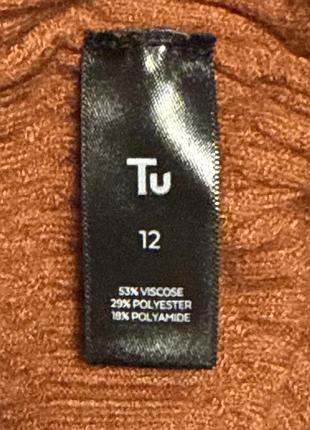 Tu
12
53% VISCOSE
29% POLYESTER
18% POLYAMIDE